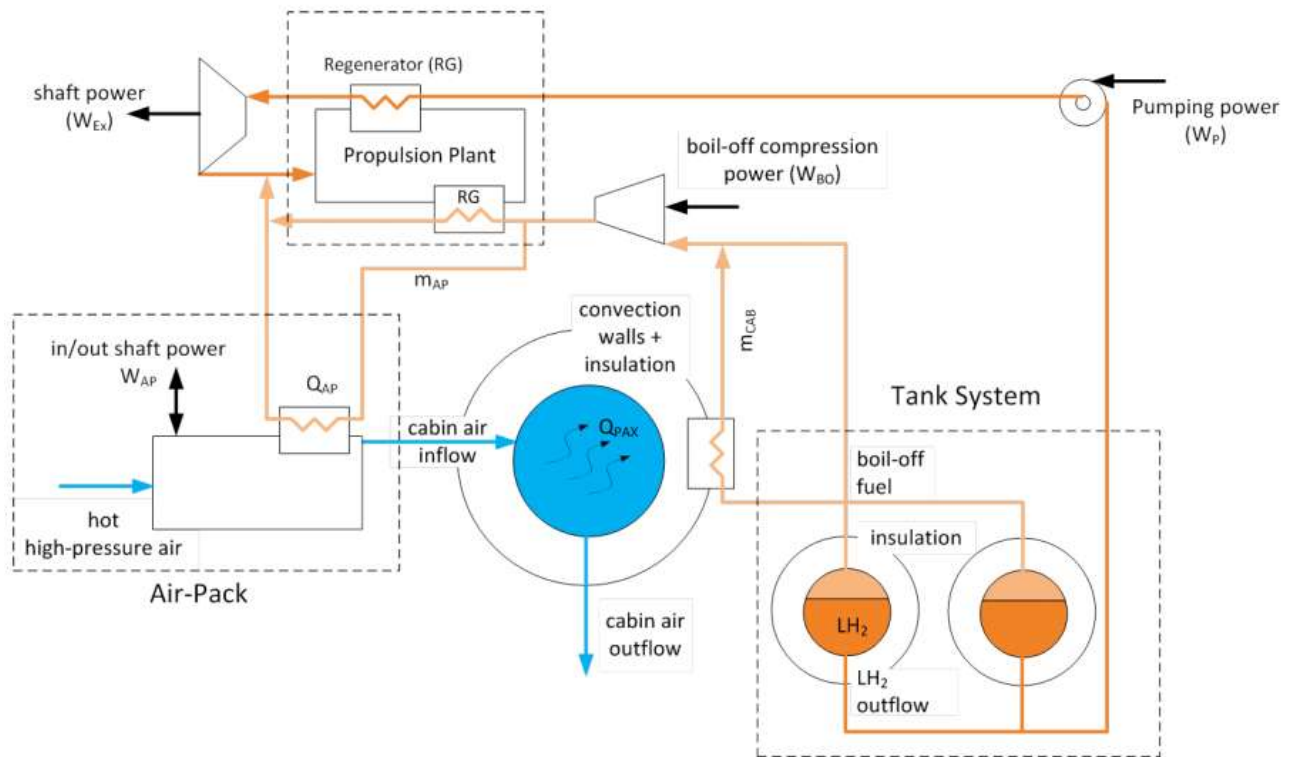 Regenerator (RG)
shaft power
(W_Ex)
Pumping power
(W_P)
Propulsion Plant
boil-off compression
power (W_BO)
RG
m_AP
convection
walls +
insulation
m_CAB
in/out shaft power
W_AP
Q_AP
Tank System
cabin air
inflow
Q_PAX
boil-off
fuel
hot
high-pressure air
insulation
Air-Pack
cabin air
outflow
LH₂
LH₂
outflow